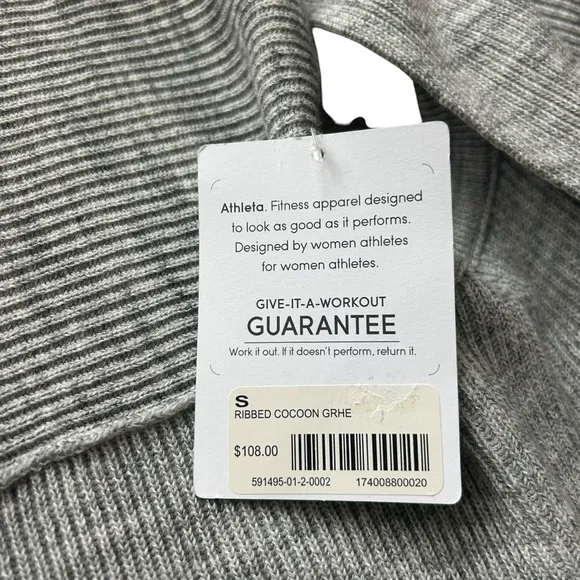 Athleta. Fitness apparel designed
to look as good as it performs.
Designed by women athletes
for women athletes.
GIVE-IT-A-WORKOUT
GUARANTEE
Work it out. If it doesn't perform, return it.
S
RIBBED COCOON GRHE
$108.00
591495-01-2-0002 174008800020